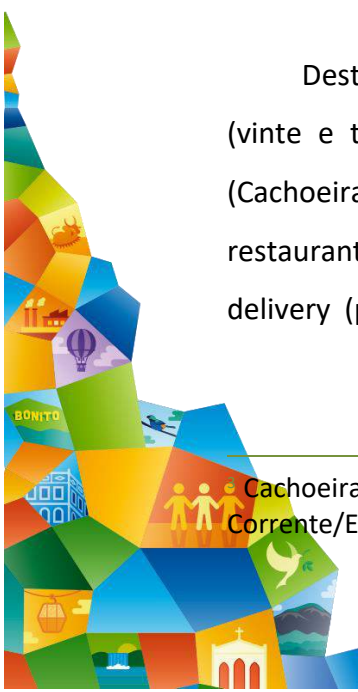 Dest
(vinte e t
(Cachoeira
restaurant
delivery (p
BONITO
Cachoeira
Corrente/E